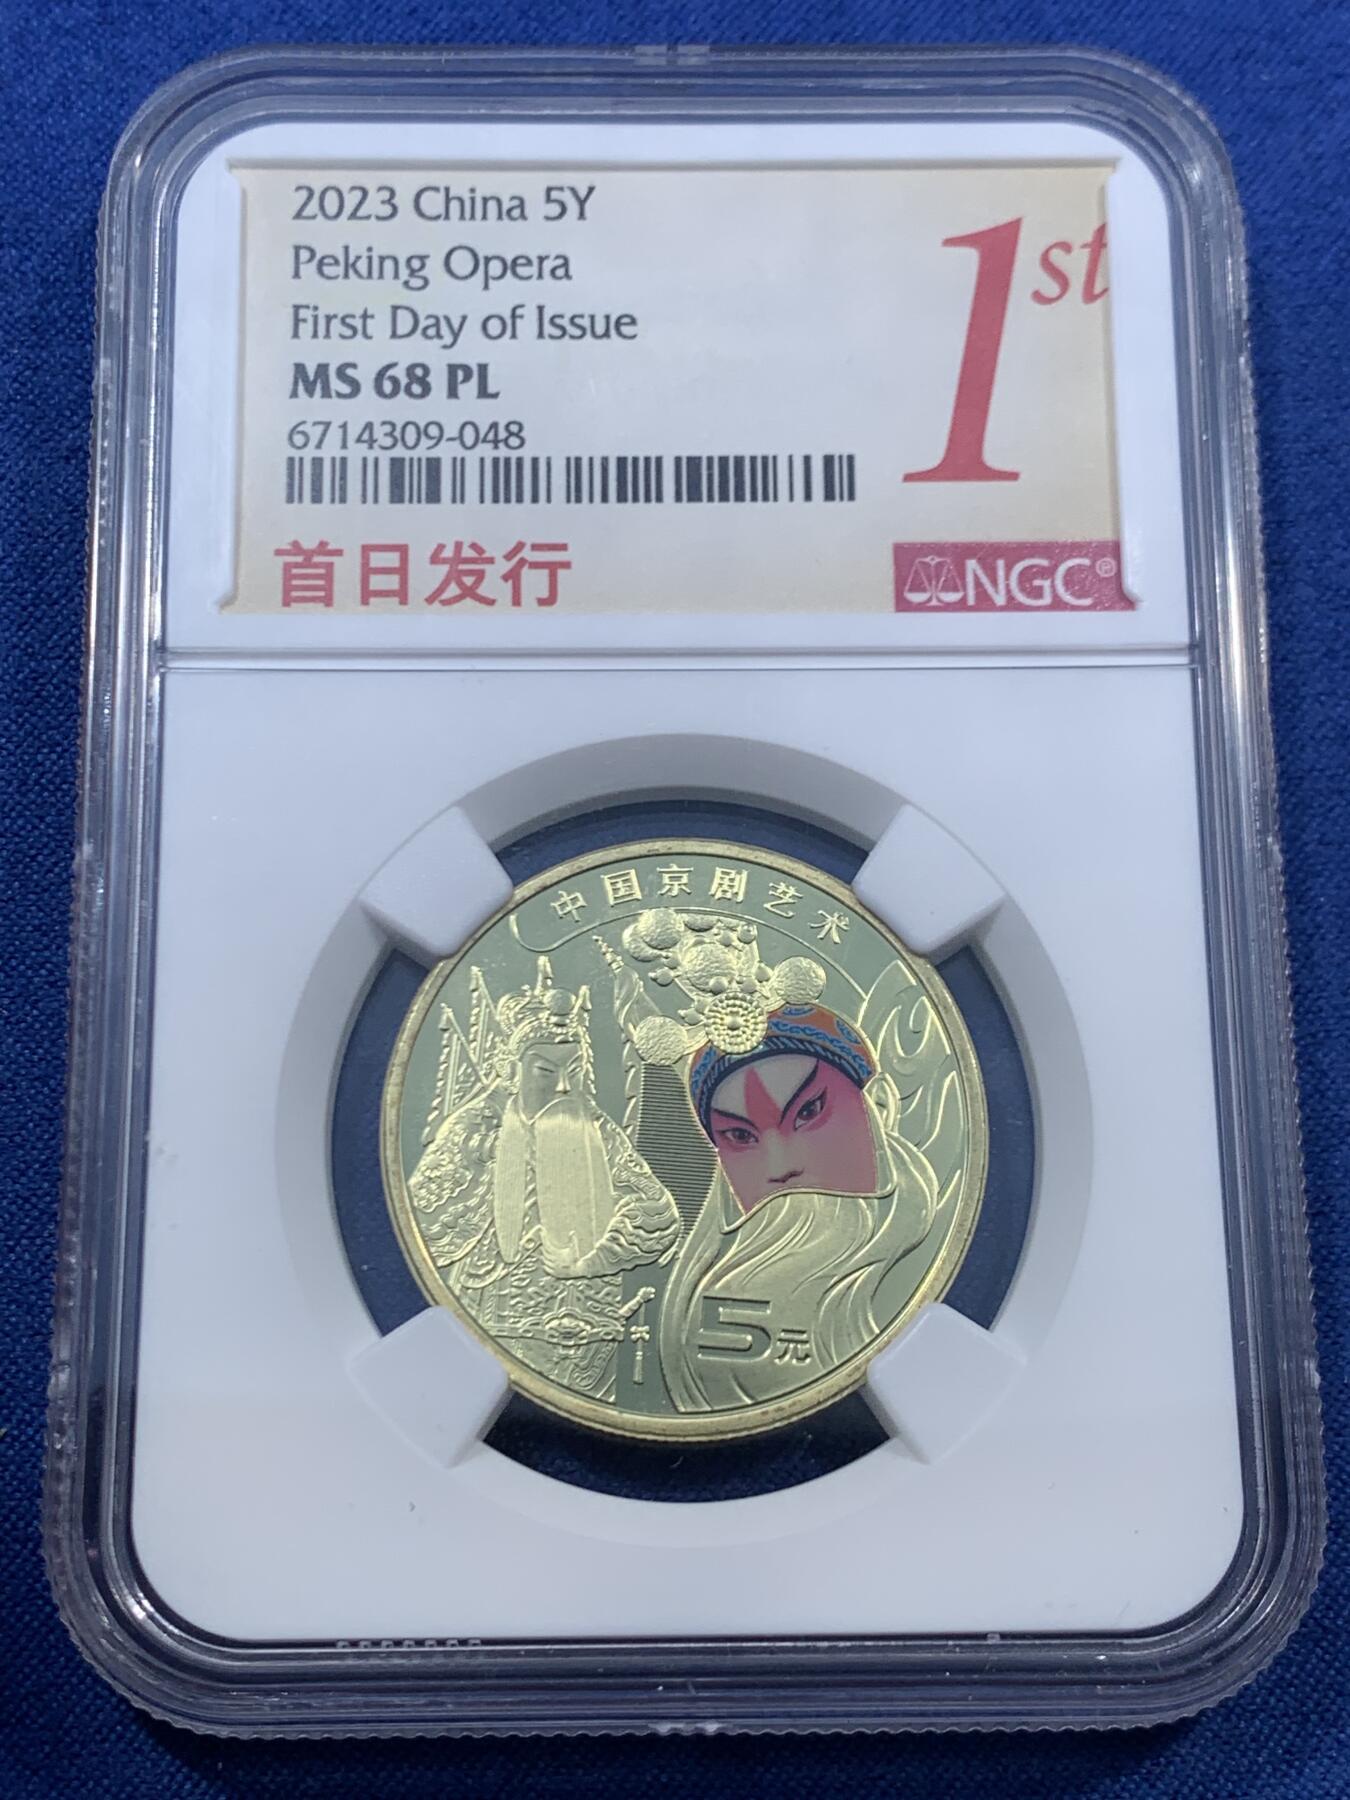 2023 China 5Y
Peking Opera
First Day of Issue
MS 68 PL
6714309-048
首日发行
1st
NGC®
中国京剧艺术
5元